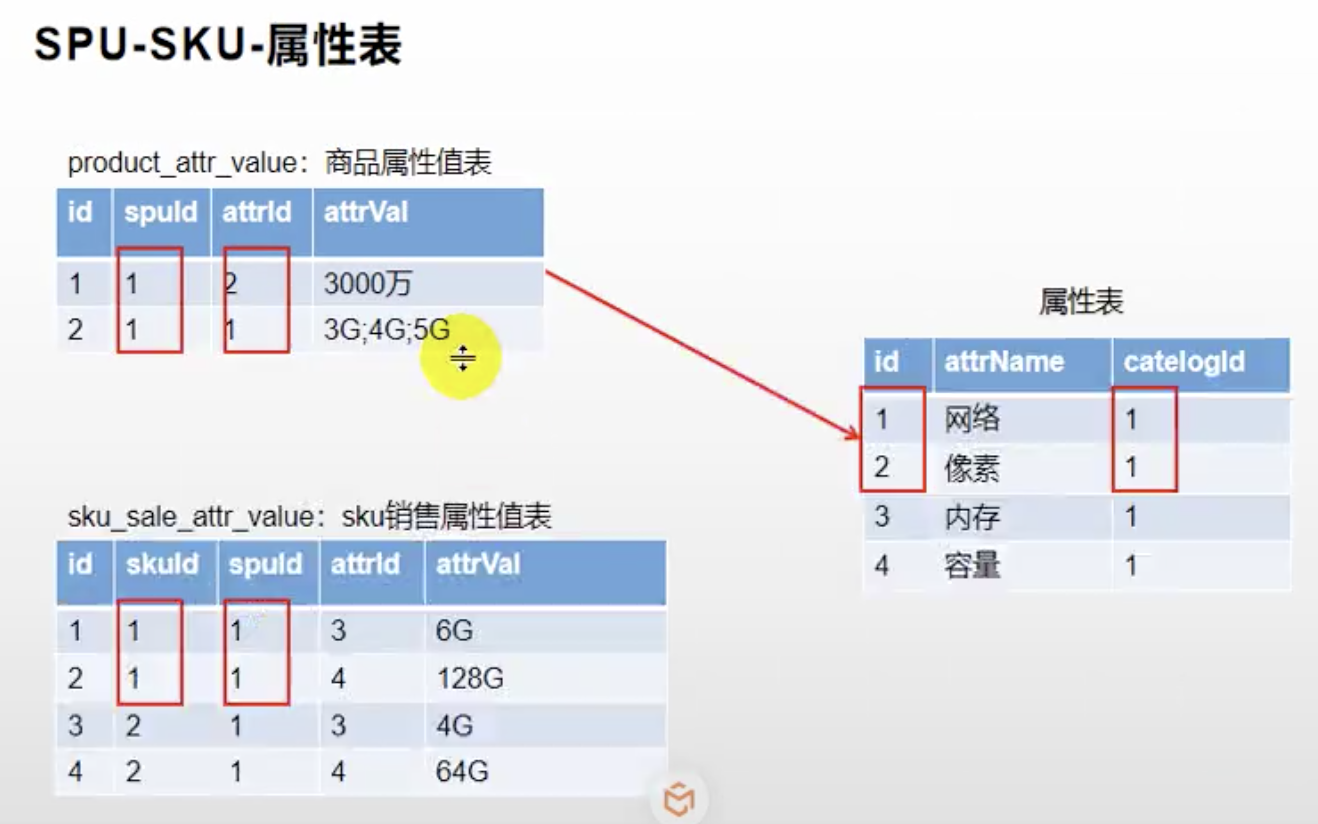 SPU-SKU-属性表
product_attr_value：商品属性值表
id spuId attrId attrVal
1 1 2 3000万
2 1 1 3G;4G;5G
属性表
id attrName catelogId
1 网络 1
2 像素 1
3 内存 1
4 容量 1
sku_sale_attr_value：sku销售属性值表
id skuId spuId attrId attrVal
1 1 1 3 6G
2 1 1 4 128G
3 2 1 3 4G
4 2 1 4 64G